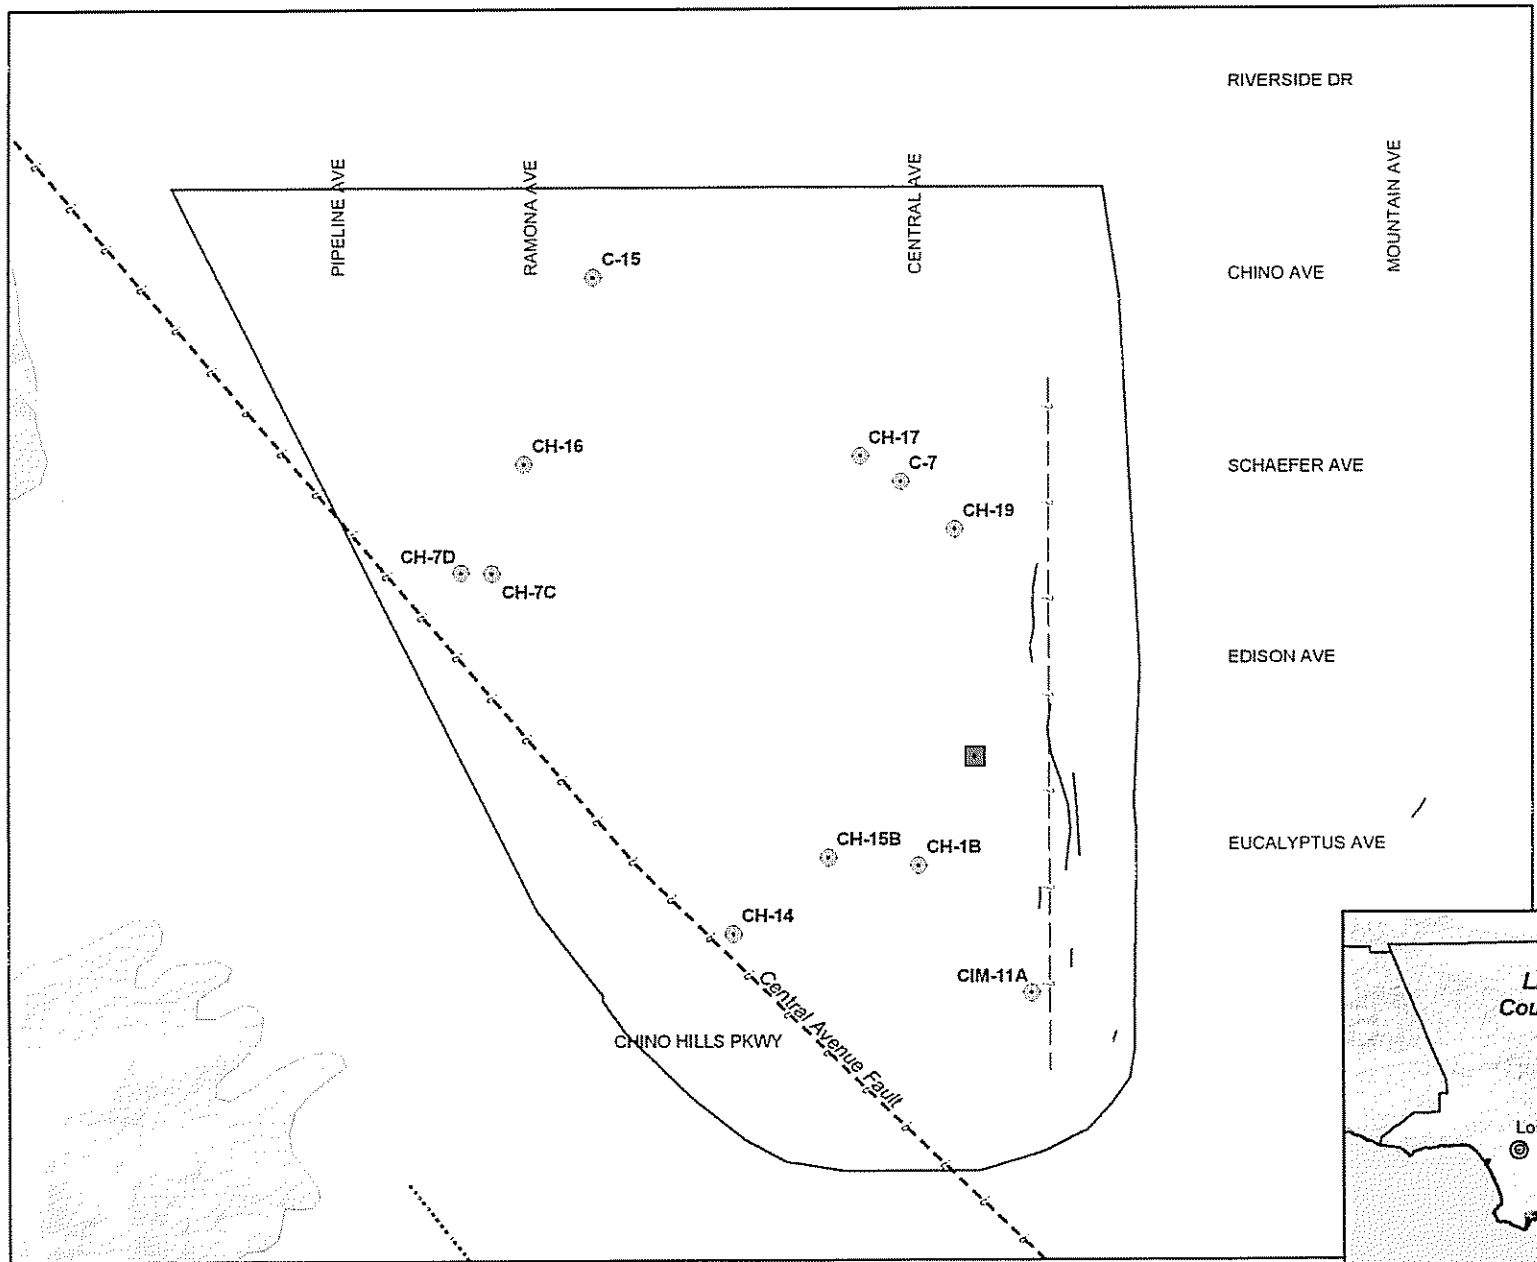 RIVERSIDE DR
PIPELINE AVE
RAMONA AVE
CENTRAL AVE
MOUNTAIN AVE
C-15
CHINO AVE
CH-16
CH-17
C-7
SCHAEFER AVE
CH-19
CH-7D
CH-7C
EDISON AVE
CH-15B
CH-1B
EUCALYPTUS AVE
CH-14
CIM-11A
Central Avenue Fault
CHINO HILLS PKWY
Cou
Lo